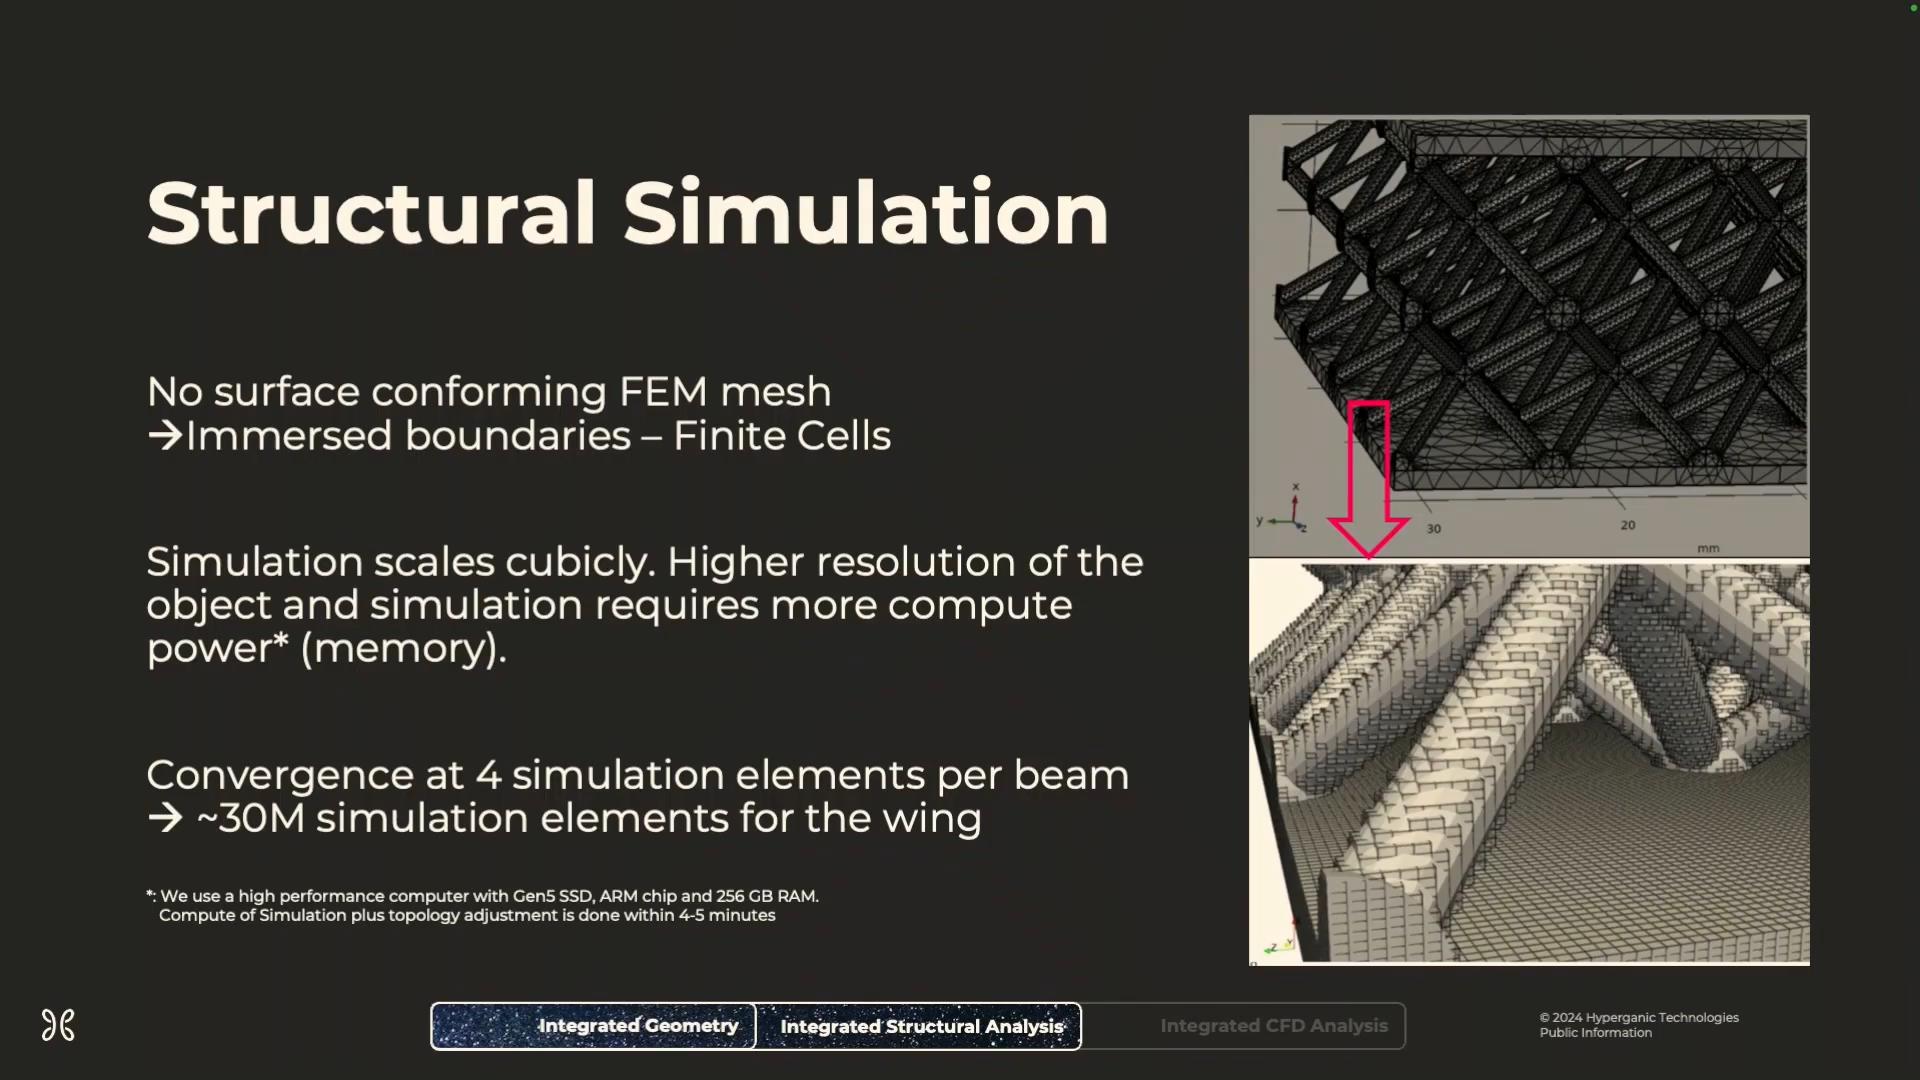 Structural Simulation
No surface conforming FEM mesh
→Immersed boundaries – Finite Cells
Simulation scales cubicly. Higher resolution of the
object and simulation requires more compute
power* (memory).
Convergence at 4 simulation elements per beam
→ ~30M simulation elements for the wing
*: We use a high performance computer with Gen5 SSD, ARM chip and 256 GB RAM.
Compute of Simulation plus topology adjustment is done within 4-5 minutes
x
y
z
30
20
mm
z
Y
Integrated Geometry
Integrated Structural Analysis
Integrated CFD Analysis
© 2024 Hyperganic Technologies
Public Information